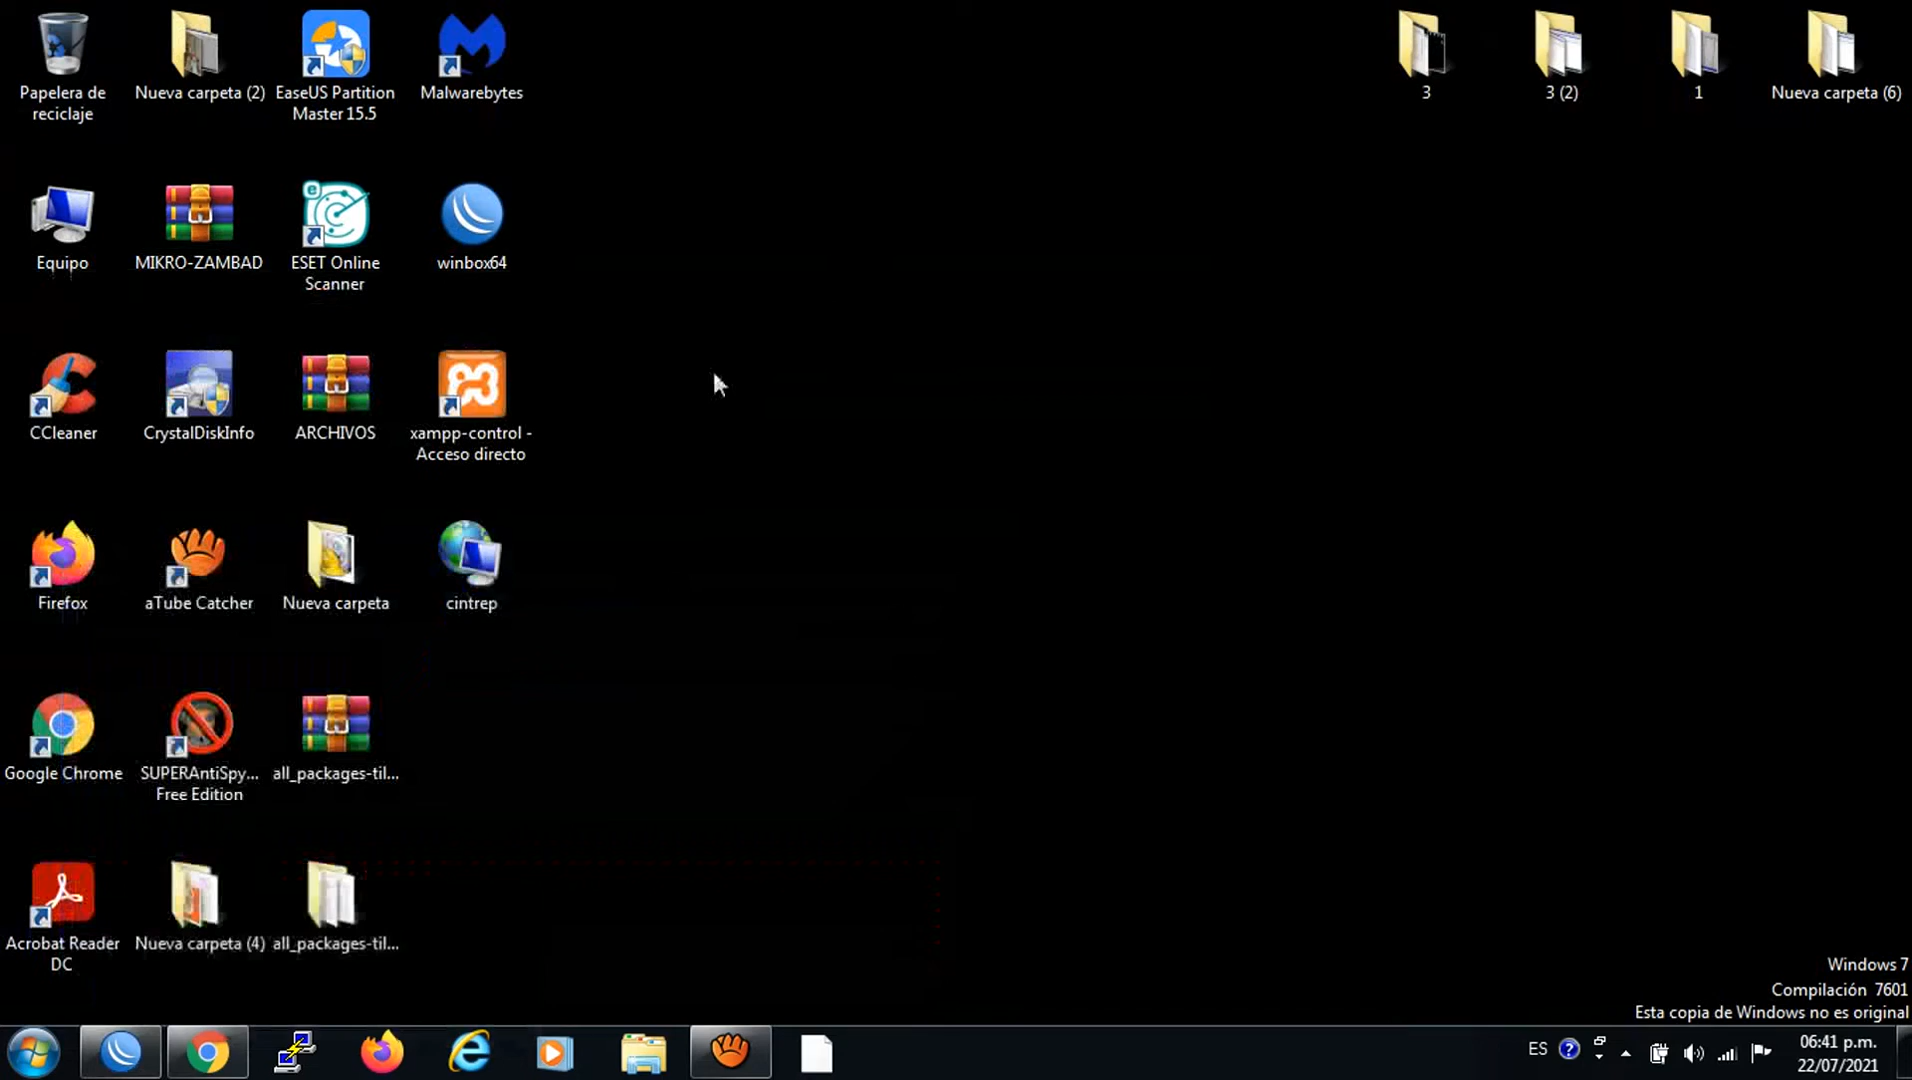 Papelera de
reciclaje
Nueva carpeta (2)
EaseUS Partition
Master 15.5
Malwarebytes
3
3 (2)
1
Nueva carpeta (6)
Equipo
MIKRO-ZAMBAD
ESET Online
Scanner
winbox64
CCleaner
CrystalDiskInfo
ARCHIVOS
xampp-control -
Acceso directo
Firefox
aTube Catcher
Nueva carpeta
cintrep
Google Chrome
SUPERAntiSpy...
Free Edition
all_packages-til...
Acrobat Reader
DC
Nueva carpeta (4)
all_packages-til...
Windows 7
Compilación 7601
Esta copia de Windows no es original
ES
06:41 p.m.
22/07/2021